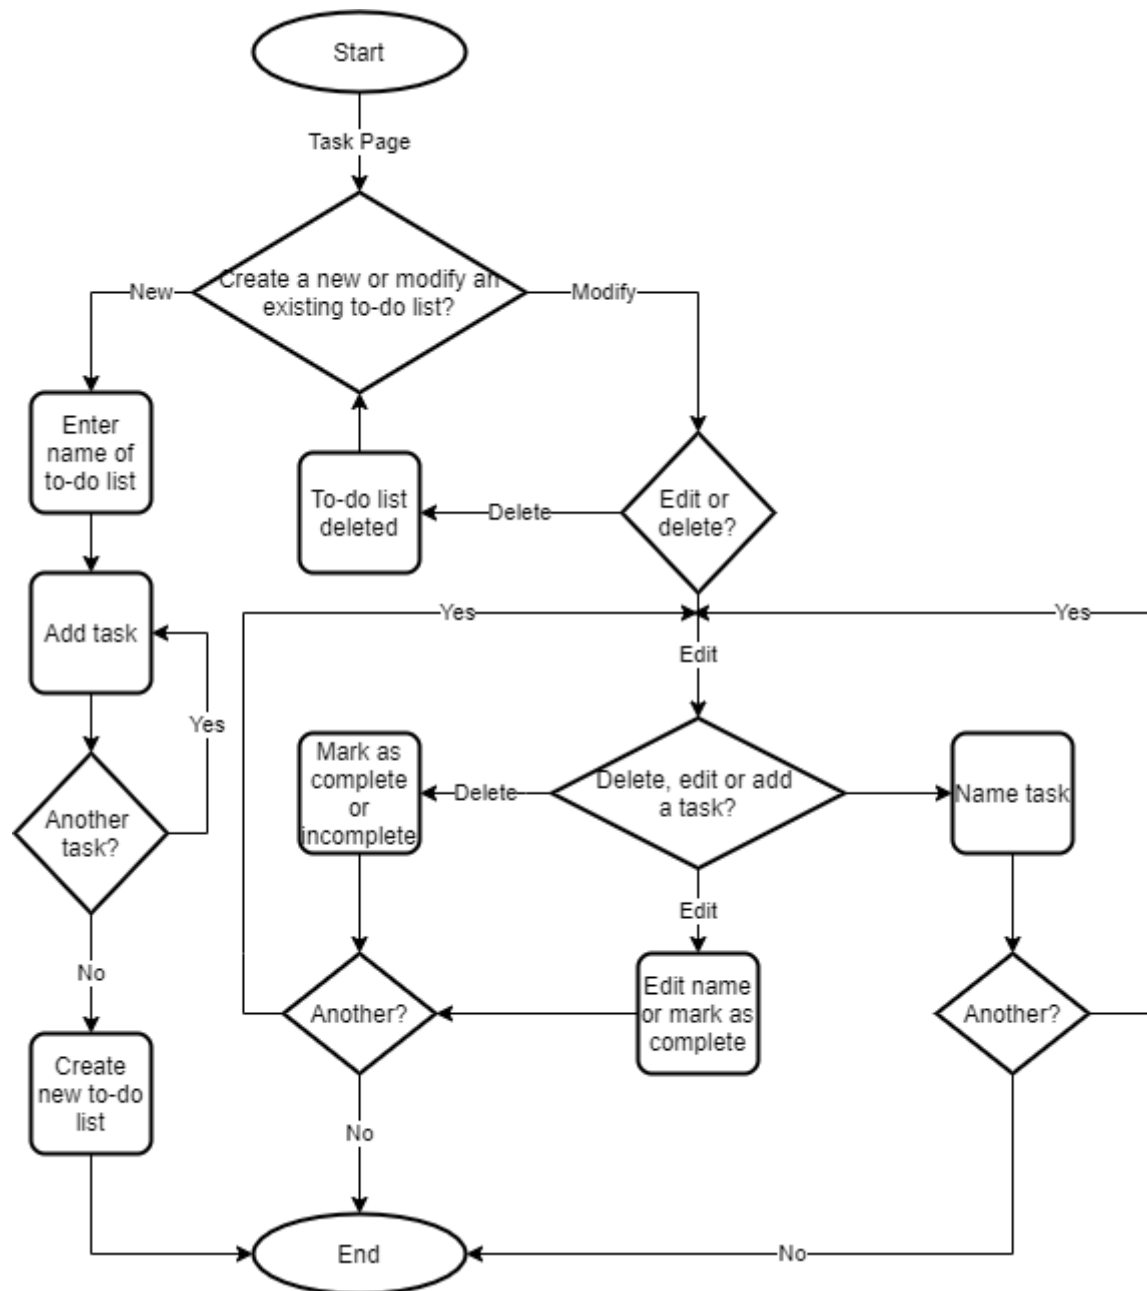 Start
Task Page
Create a new or modify an
existing to-do list?
New
Modify
Enter
name of
to-do list
To-do list
deleted
Delete
Edit or
delete?
Yes
Yes
Add task
Edit
Yes
Mark as
complete
or
incomplete
Delete
Delete, edit or add
a task?
Name task
Another
task?
Edit
No
Another?
Edit name
or mark as
complete
Another?
Create
new to-do
list
No
End
No